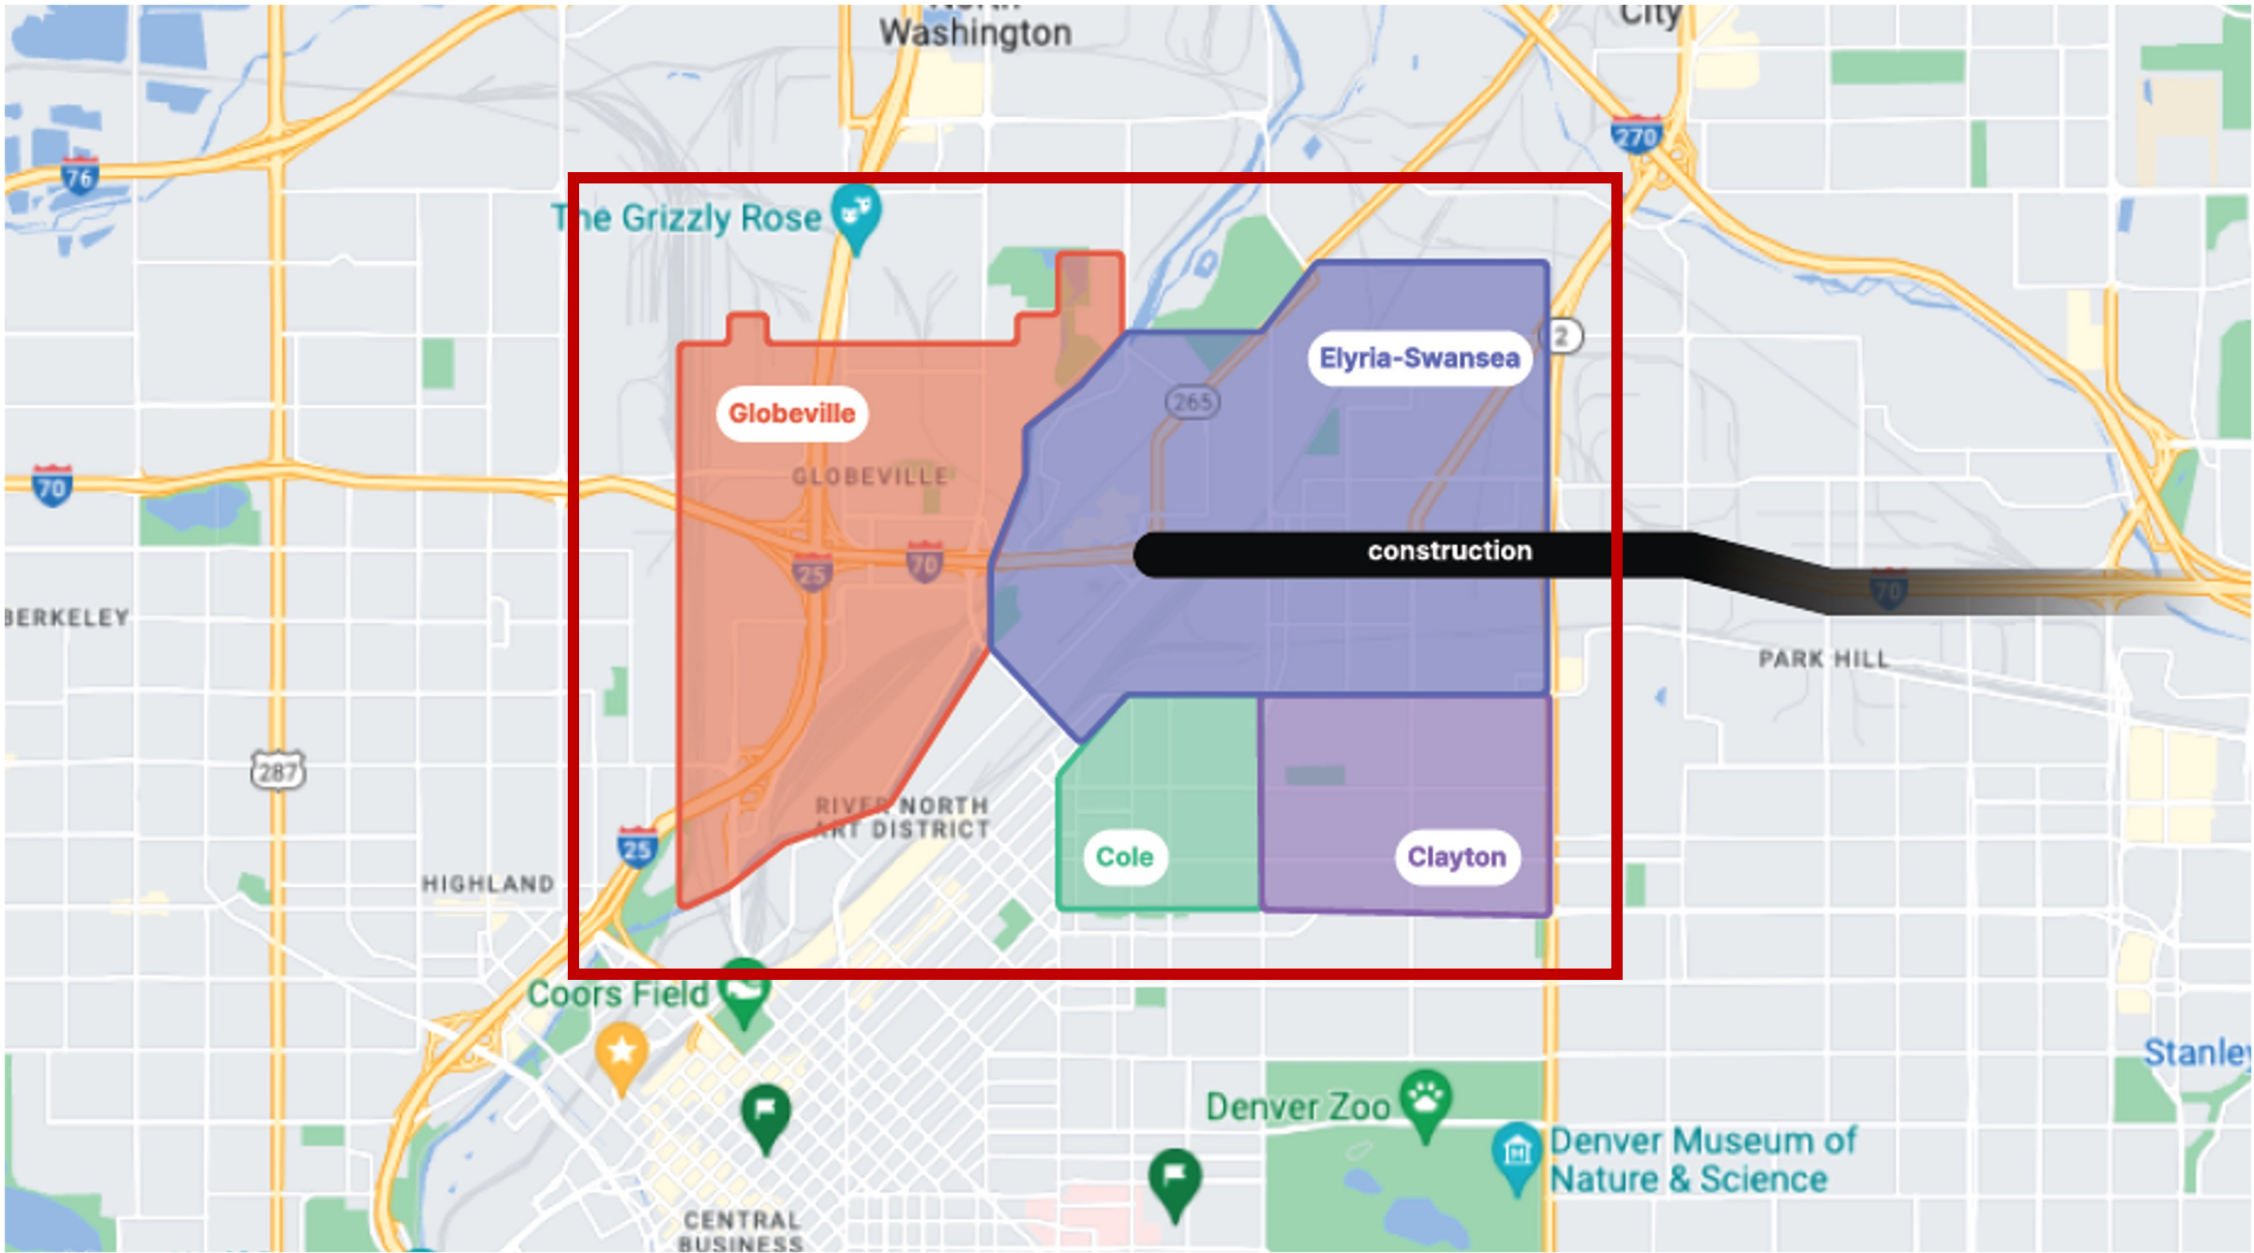 North
Washington
City
270
76
The Grizzly Rose
2
Elyria-Swansea
265
Globeville
GLOBEVILLE
70
construction
25
70
70
BERKELEY
PARK HILL
287
RIVER NORTH
ART DISTRICT
25
Cole
Clayton
HIGHLAND
Coors Field
Stanley
Denver Zoo
Denver Museum of
Nature & Science
CENTRAL
BUSINESS